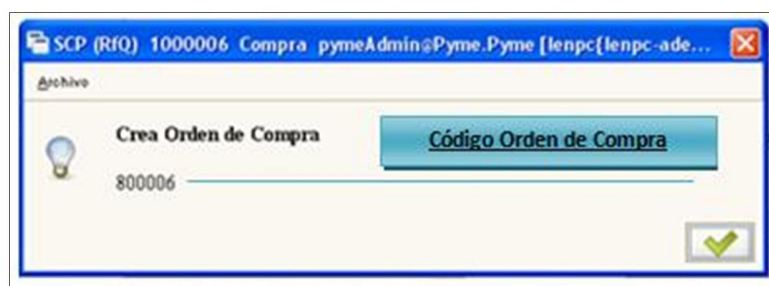 SCP (RfQ) 1000006 Compra pymeAdmin@Pyme.Pyme [lenpc{lenpc-ade...
Archivo
Crea Orden de Compra
Código Orden de Compra
800006